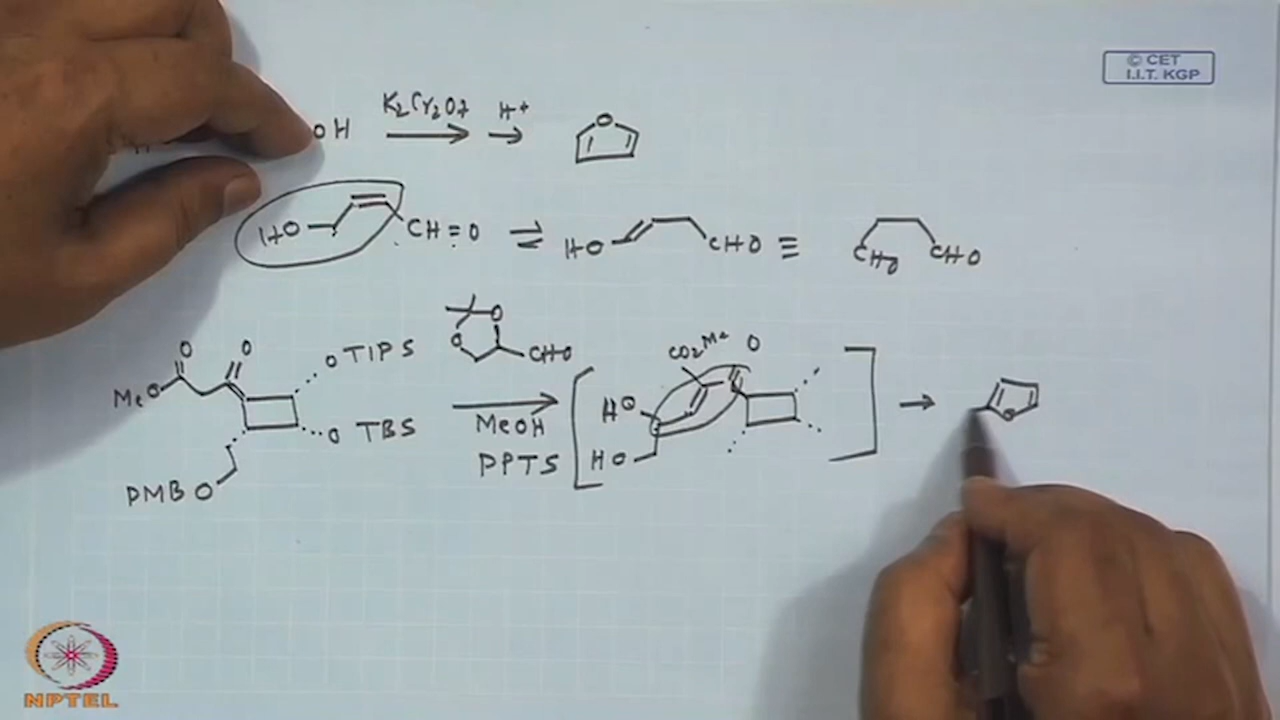 © CET
I.I.T. KGP
OH K2Cr2O7 H+ O
HO CH=O ⇌ HO CHO ≡ CHO CHO
O O OTIPS O O CHO CO2Me O
MeO HO O
OTBS MeOH
PPTS HO
PMBO
NPTEL